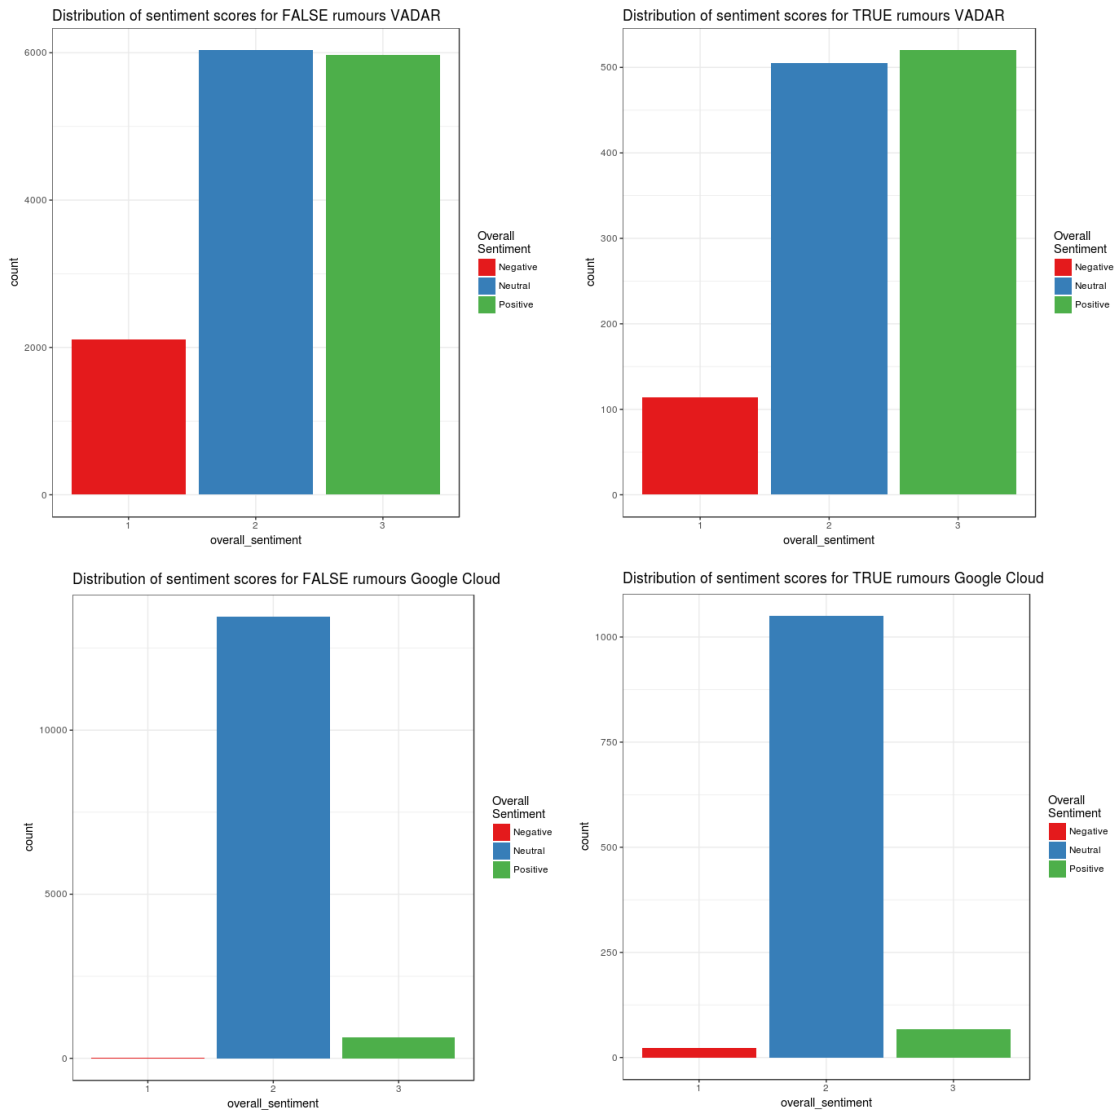 Distribution of sentiment scores for FALSE rumours VADAR
6000
4000
2000
0
count
1 2 3
overall_sentiment
Overall
Sentiment
Negative
Neutral
Positive
Distribution of sentiment scores for TRUE rumours VADAR
500
400
300
200
100
0
count
1 2 3
overall_sentiment
Overall
Sentiment
Negative
Neutral
Positive
Distribution of sentiment scores for FALSE rumours Google Cloud
10000
5000
0
count
1 2 3
overall_sentiment
Overall
Sentiment
Negative
Neutral
Positive
Distribution of sentiment scores for TRUE rumours Google Cloud
1000
750
500
250
0
count
1 2 3
overall_sentiment
Overall
Sentiment
Negative
Neutral
Positive